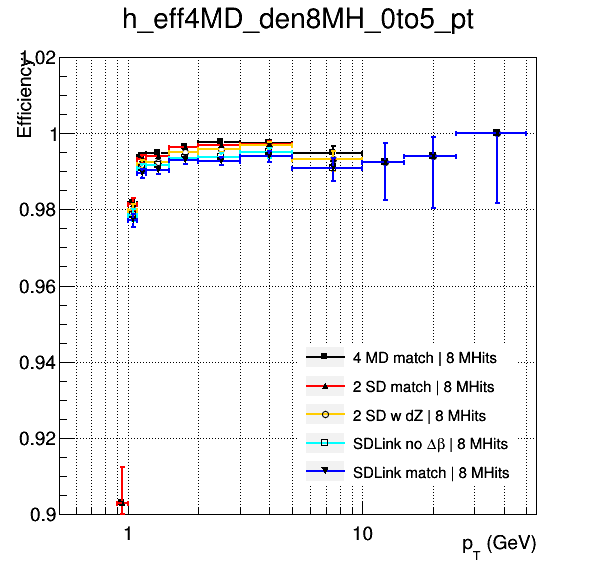 h_eff4MD_den8MH_0to5_pt
Efficiency
1.02
1
0.98
0.96
0.94
0.92
0.9
4 MD match | 8 MHits
2 SD match | 8 MHits
2 SD w dZ | 8 MHits
SDLink no Δβ | 8 MHits
SDLink match | 8 MHits
1
10
p_T (GeV)